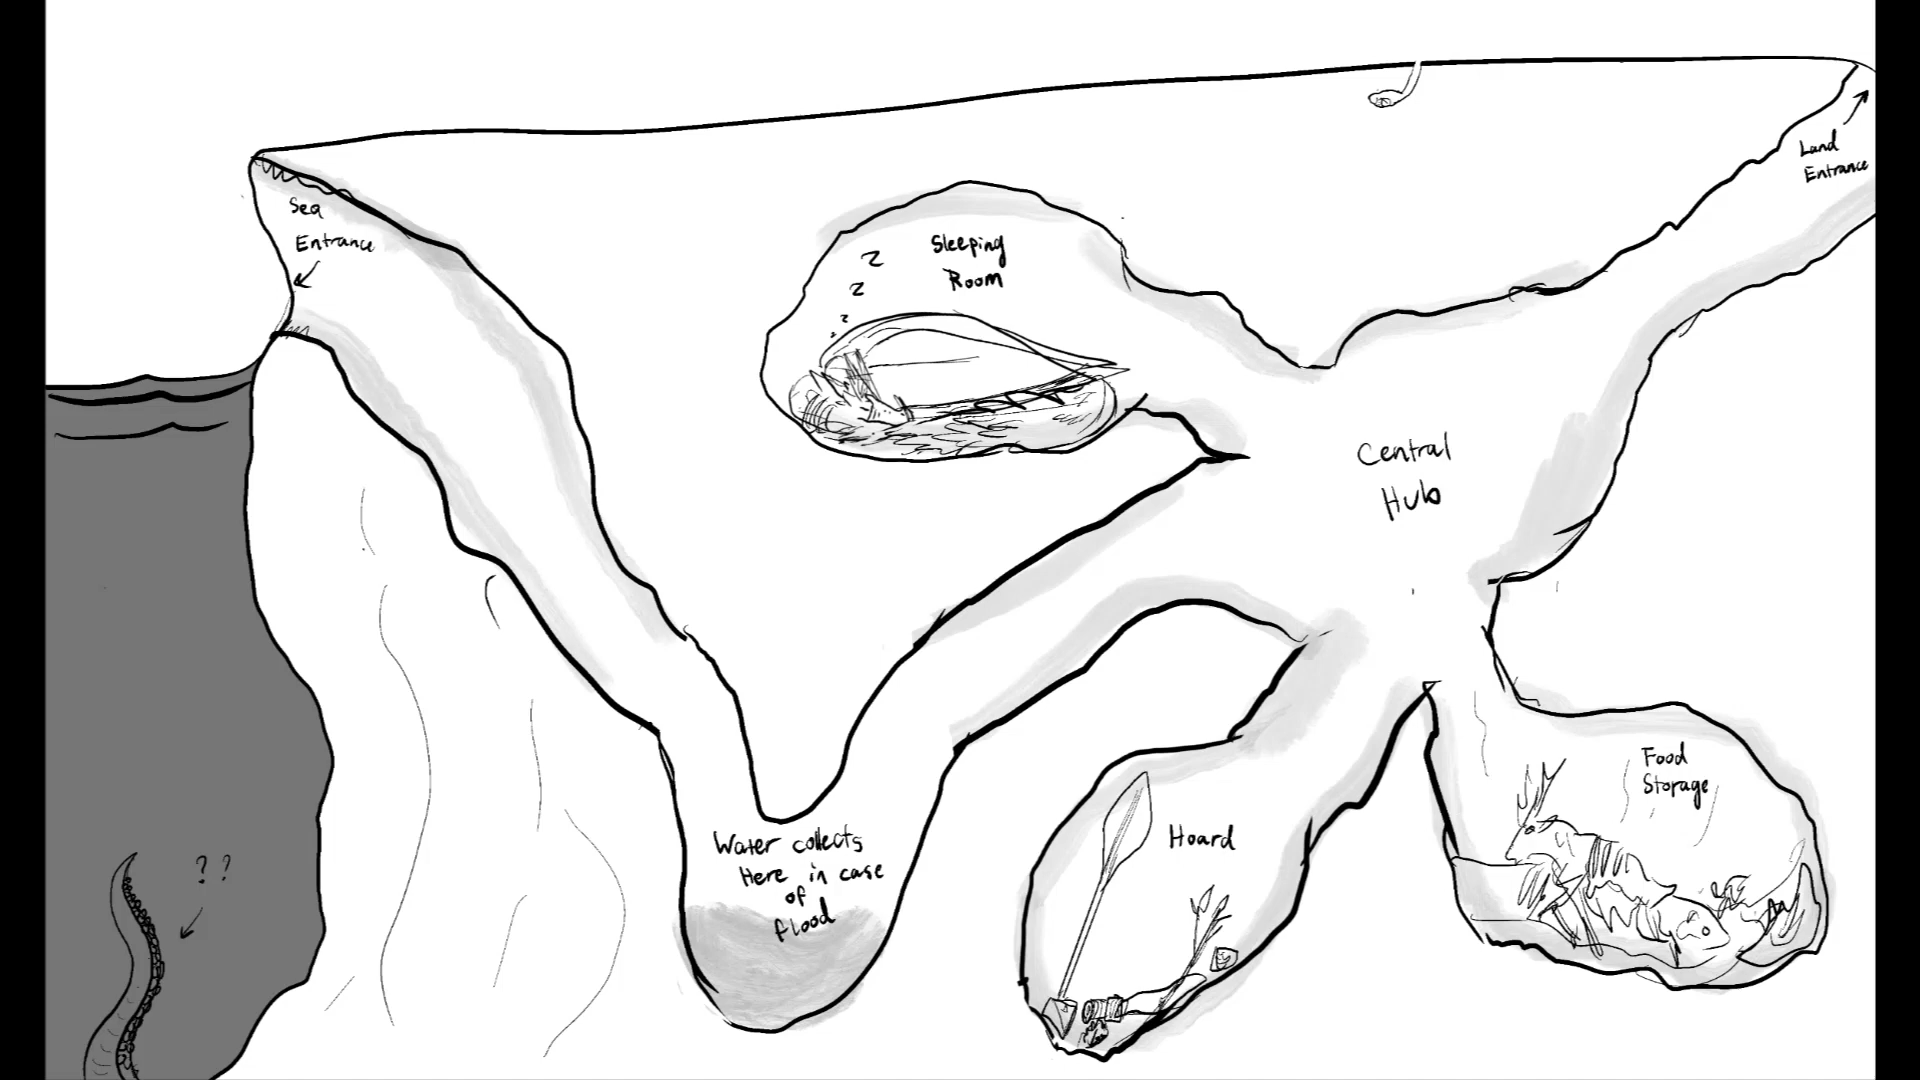 Sea
Entrance
z
z
z
z
Sleeping
Room
Land
Entrance
Central
Hub
Water collects
Here in case
of
flood
Hoard
Food
Storage
??